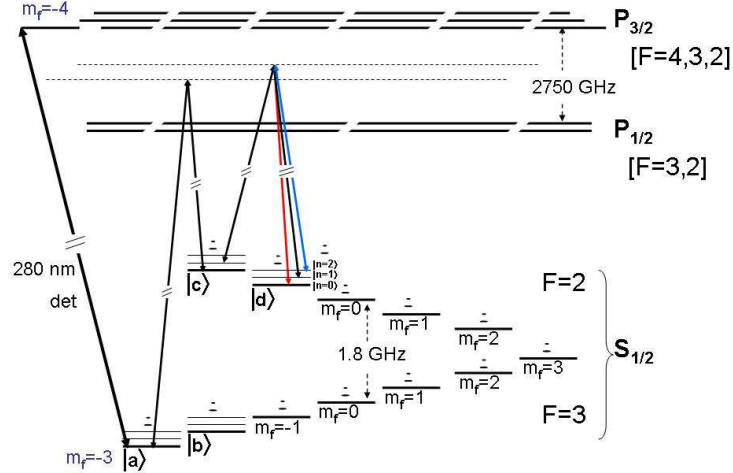 m_f=-4
P_3/2
[F=4,3,2]
2750 GHz
P_1/2
[F=3,2]
280 nm
det
|c⟩
|d⟩
|n=2⟩
|n=1⟩
|n=0⟩
F=2
m_f=0
m_f=1
m_f=2
1.8 GHz
S_1/2
m_f=3
m_f=2
m_f=1
m_f=0
F=3
m_f=-1
|b⟩
m_f=-3
|a⟩